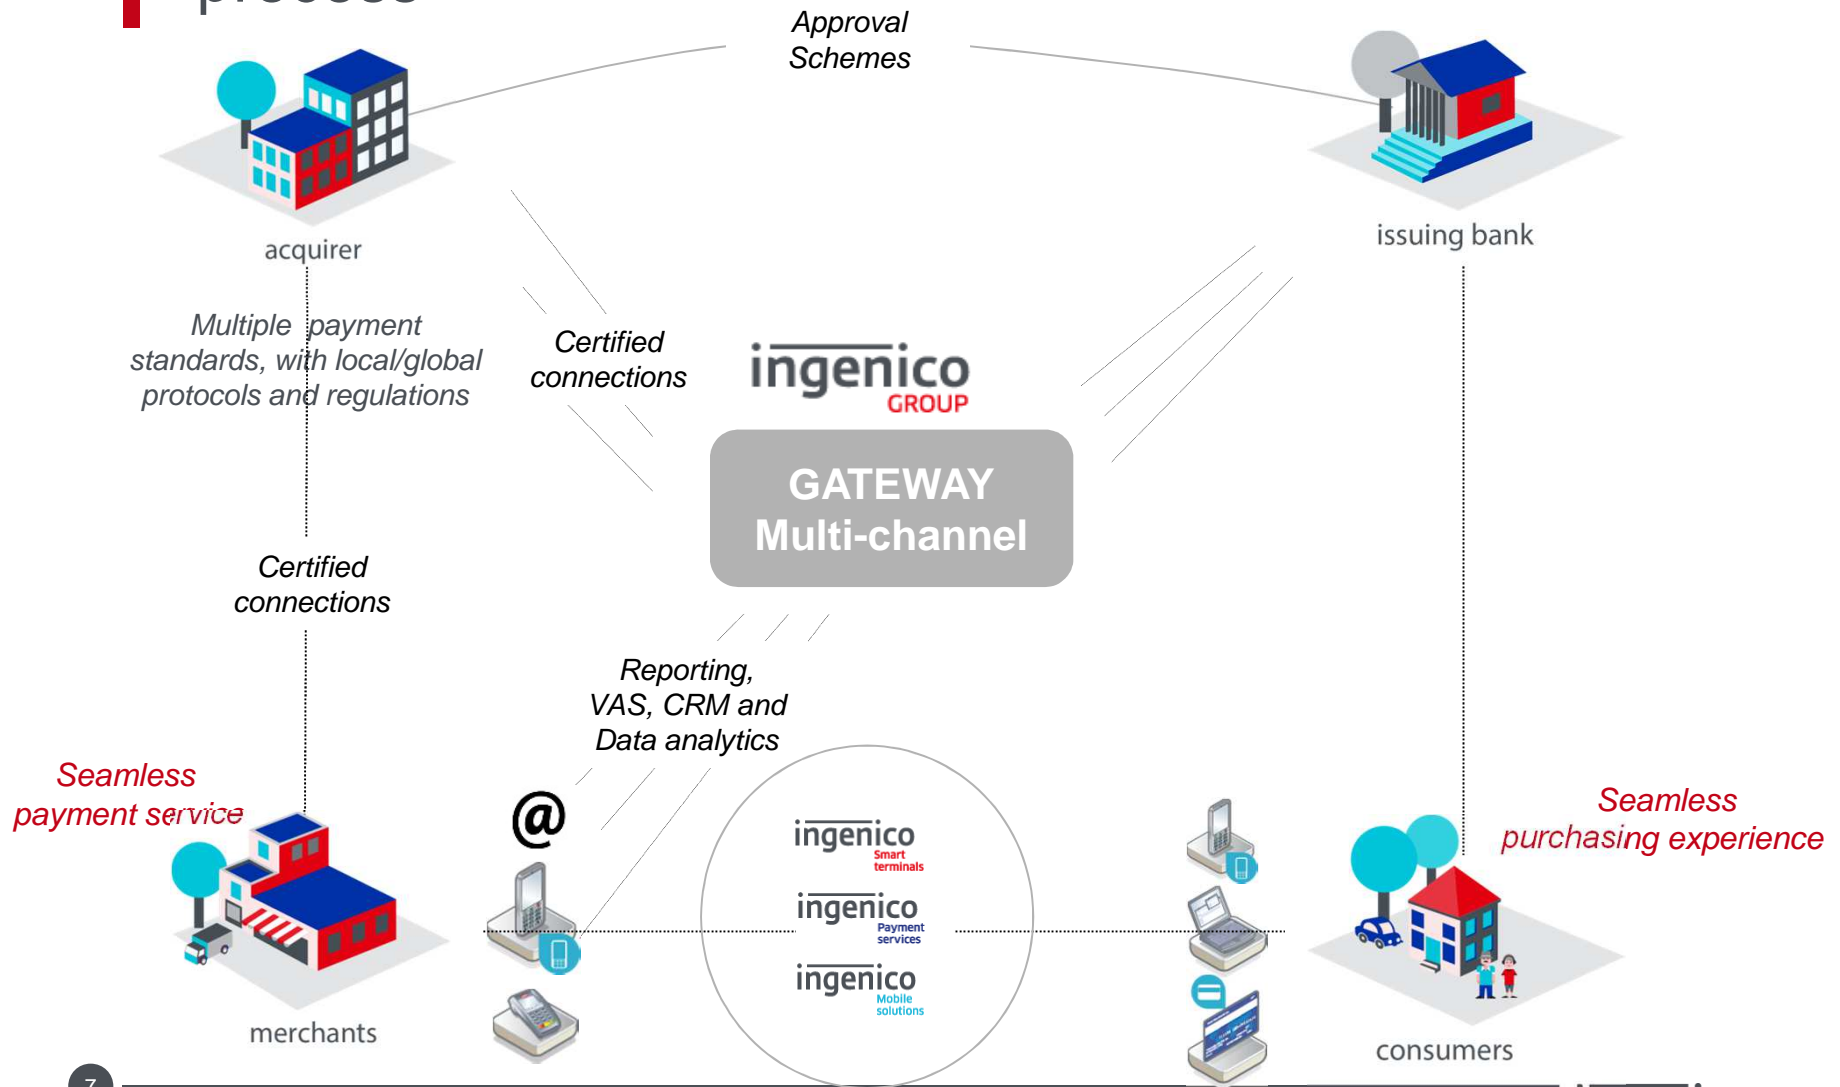 process
Approval
Schemes
acquirer
issuing bank
Multiple payment
standards, with local/global
protocols and regulations
Certified
connections
ingenico
GROUP
GATEWAY
Multi-channel
Certified
connections
Reporting,
VAS, CRM and
Data analytics
Seamless
payment service
@
Seamless
purchasing experience
ingenico
Smart
terminals
ingenico
Payment
services
ingenico
Mobile
solutions
merchants
consumers
7